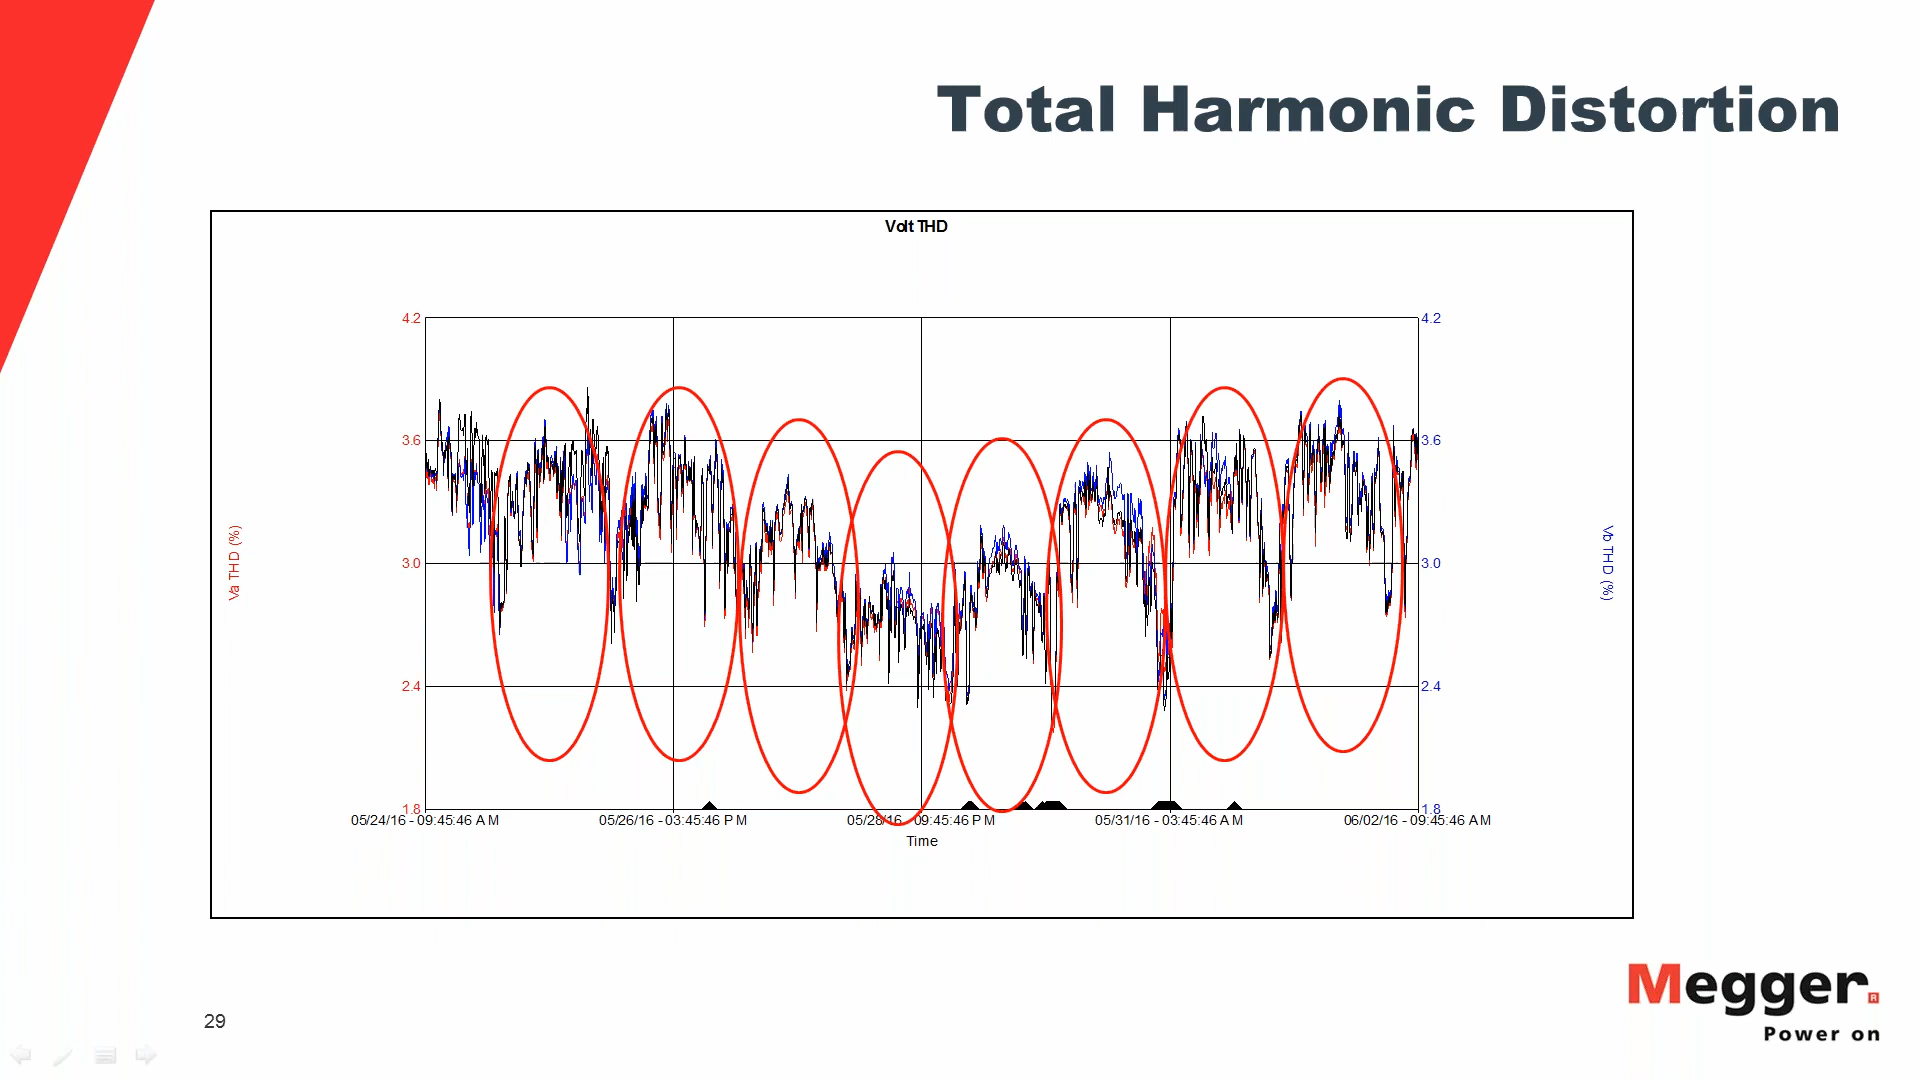 Total Harmonic Distortion
Volt THD
4.2
3.6
3.0
2.4
1.8
4.2
3.6
3.0
2.4
1.8
Va THD (%)
Vb THD (%)
05/24/16 - 09:45:46 AM
05/26/16 - 03:45:46 PM
05/28/16 - 09:45:46 PM
05/31/16 - 03:45:46 AM
06/02/16 - 09:45:46 AM
Time
Megger.
R
Power on
29